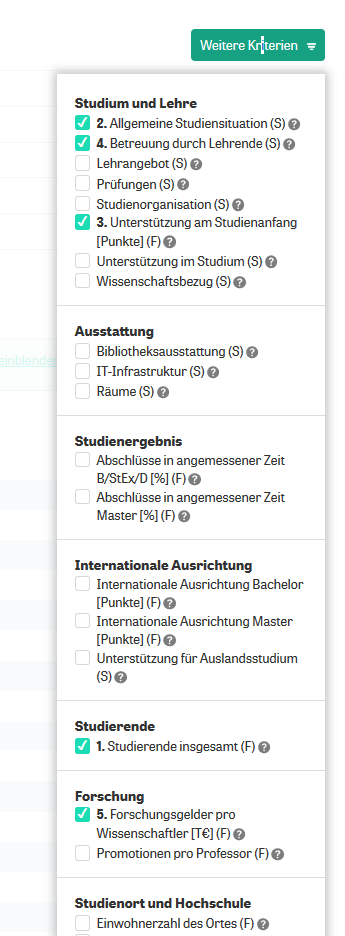 Weitere Kriterien
Studium und Lehre
2. Allgemeine Studiensituation (S) ?
4. Betreuung durch Lehrende (S) ?
Lehrangebot (S) ?
Prüfungen (S) ?
Studienorganisation (S) ?
3. Unterstützung am Studienanfang
[Punkte] (F) ?
Unterstützung im Studium (S) ?
Wissenschaftsbezug (S) ?
einblenden
Ausstattung
Bibliotheksausstattung (S) ?
IT-Infrastruktur (S) ?
Räume (S) ?
Studienergebnis
Abschlüsse in angemessener Zeit
B/StEx/D [%] (F) ?
Abschlüsse in angemessener Zeit
Master [%] (F) ?
Internationale Ausrichtung
Internationale Ausrichtung Bachelor
[Punkte] (F) ?
Internationale Ausrichtung Master
[Punkte] (F) ?
Unterstützung für Auslandsstudium
(S) ?
Studierende
1. Studierende insgesamt (F) ?
Forschung
5. Forschungsgelder pro
Wissenschaftler [T€] (F) ?
Promotionen pro Professor (F) ?
Studienort und Hochschule
Einwohnerzahl des Ortes (F) ?